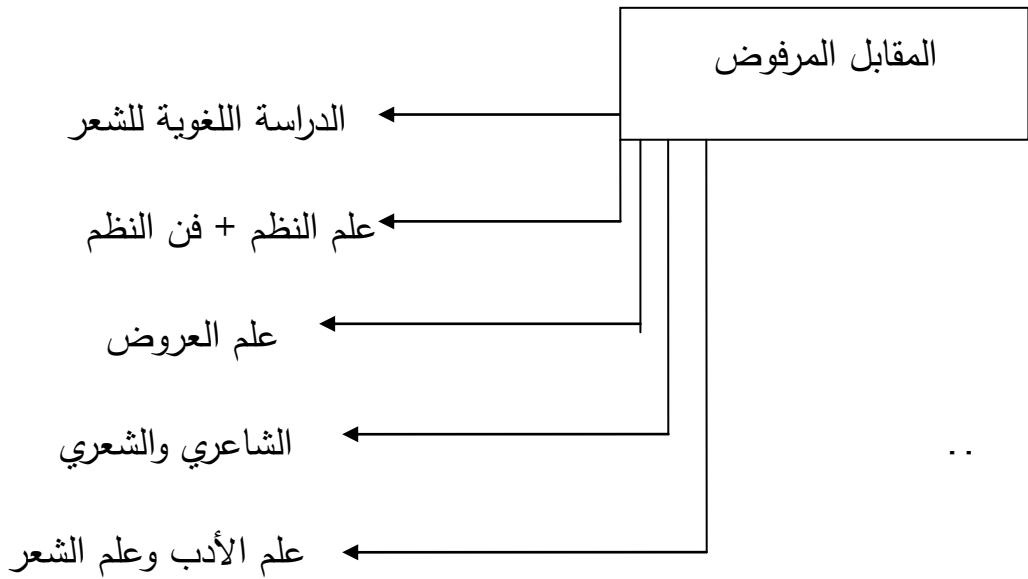 المقابل المرفوض
الدراسة اللغوية للشعر
علم النظم + فن النظم
علم العروض
الشاعري والشعري
..
علم الأدب وعلم الشعر